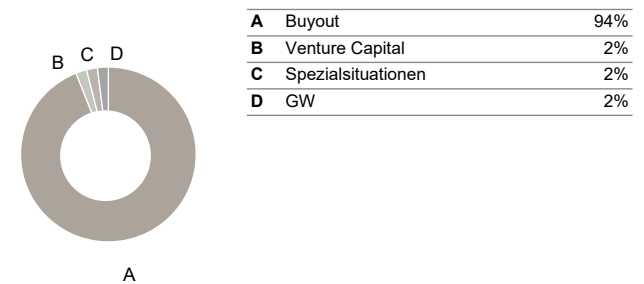 A Buyout 94%
B Venture Capital 2%
C Spezialsituationen 2%
D GW 2%
B C D
A